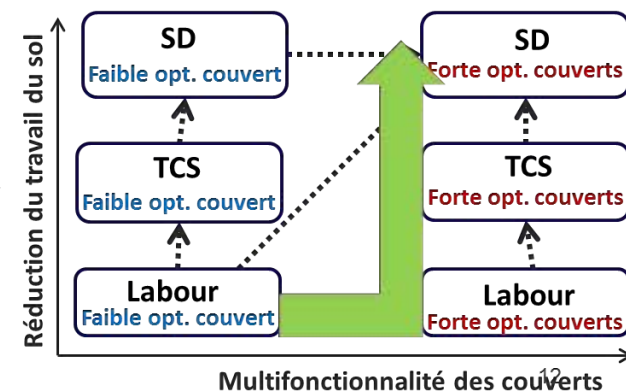 Réduction du travail du sol
SD
Faible opt. couvert
SD
Forte opt. couverts
TCS
Faible opt. couvert
TCS
Forte opt. couverts
Labour
Faible opt. couvert
Labour
Forte opt. couverts
Multifonctionnalité des couverts
12